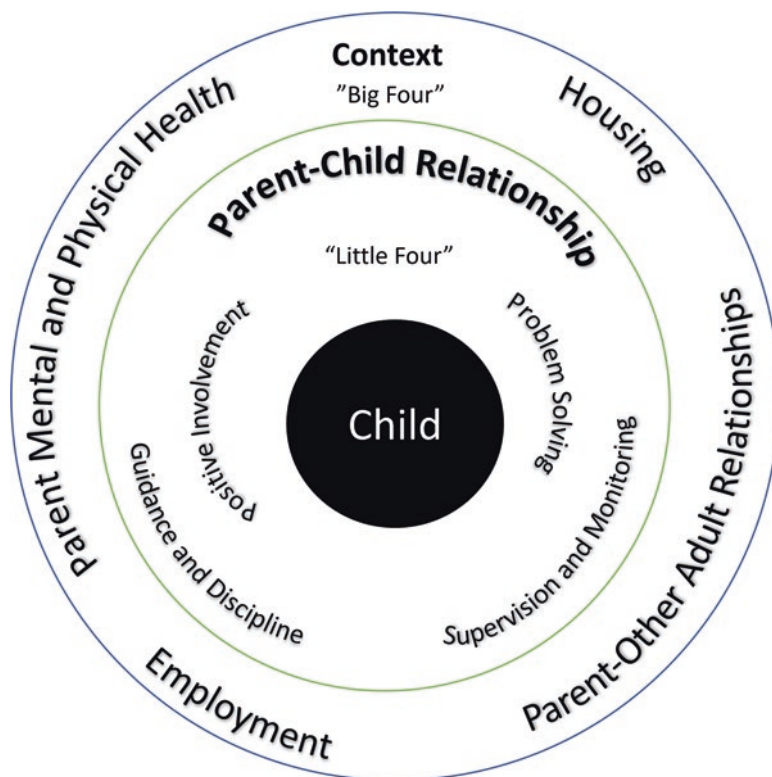 Context
”Big Four”
Parent Mental and Physical Health
Housing
Parent-Other Adult Relationships
Employment
Parent-Child Relationship
“Little Four”
Positive Involvement
Problem Solving
Guidance and Discipline
Supervision and Monitoring
Child